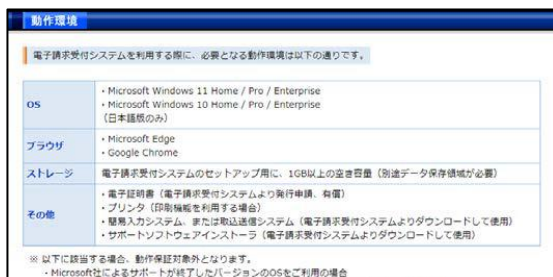 動作環境
電子請求受付システムを利用する際に、必要となる動作環境は以下の通りです。
OS
・Microsoft Windows 11 Home / Pro / Enterprise
・Microsoft Windows 10 Home / Pro / Enterprise
（日本語版のみ）
ブラウザ
・Microsoft Edge
・Google Chrome
ストレージ
電子請求受付システムのセットアップ用に、1GB以上の空き容量（別途データ保存領域が必要）
その他
・電子証明書（電子請求受付システムより発行申請、有償）
・プリンタ（印刷機能を利用する場合）
・簡易入力システム、または取込送信システム（電子請求受付システムよりダウンロードして使用）
・サポートソフトウェアインストーラ（電子請求受付システムよりダウンロードして使用）
※ 以下に該当する場合、動作保証対象外となります。
・Microsoft社によるサポートが終了したバージョンのOSをご利用の場合